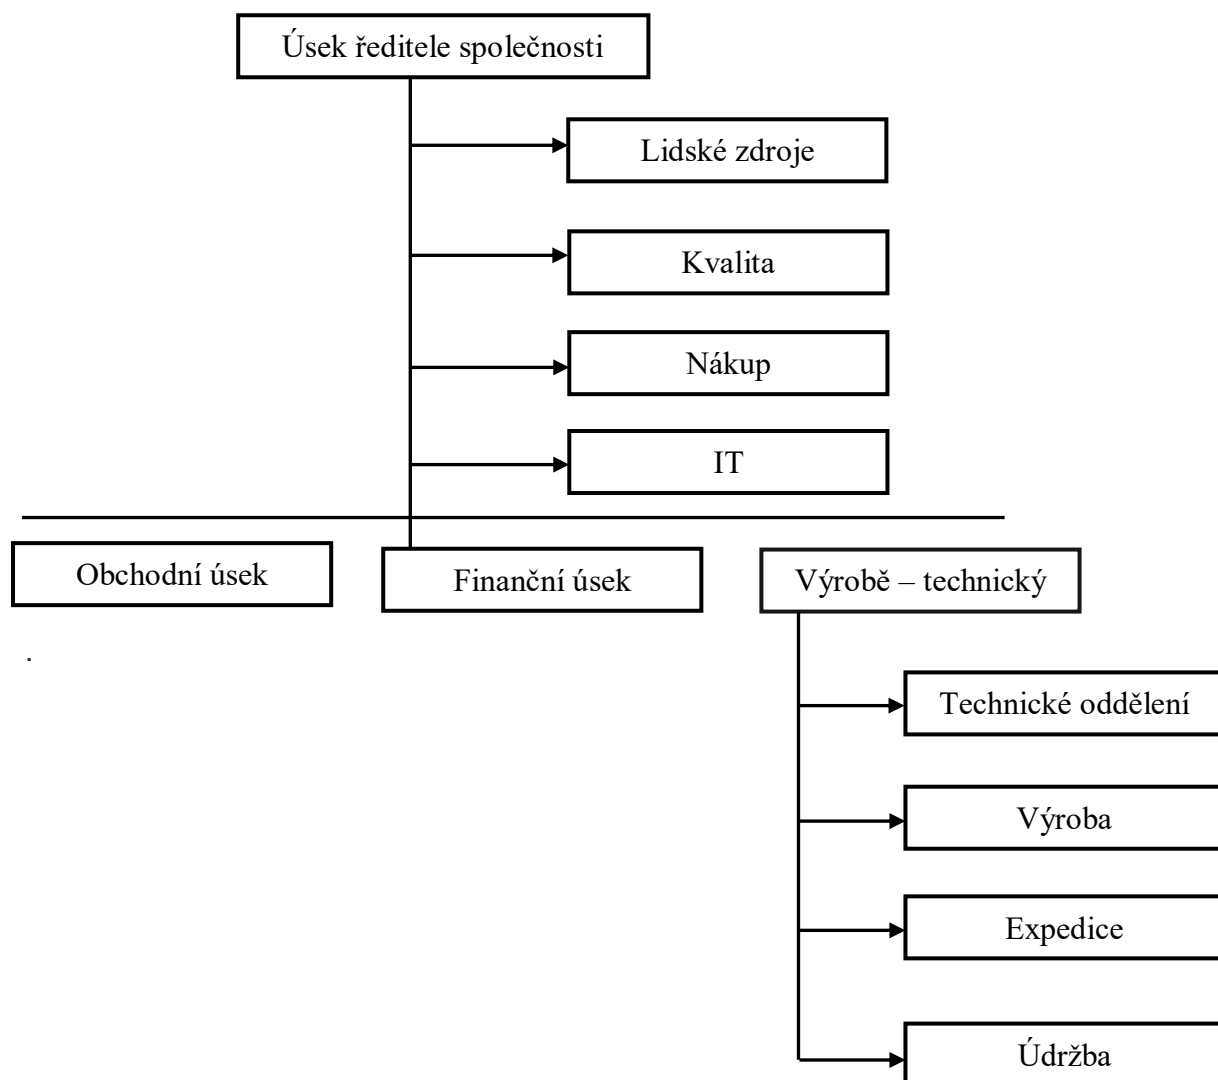 Úsek ředitele společnosti
Lidské zdroje
Kvalita
Nákup
IT
Obchodní úsek
Finanční úsek
Výrobě – technický
.
Technické oddělení
Výroba
Expedice
Údržba